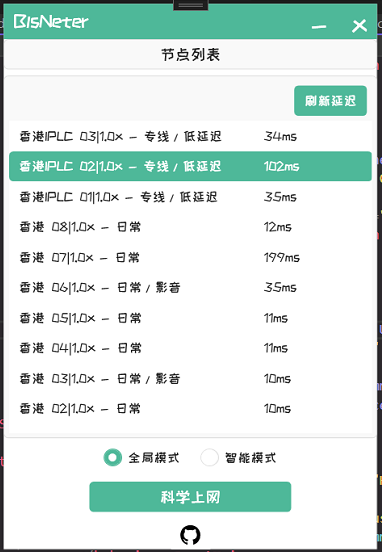 BisNeter
节点列表
刷新延迟
香港IPLC 03|1.0x - 专线 / 低延迟 34ms
香港IPLC 02|1.0x - 专线 / 低延迟 102ms
香港IPLC 01|1.0x - 专线 / 低延迟 35ms
香港 08|1.0x - 日常 12ms
香港 07|1.0x - 日常 199ms
香港 06|1.0x - 日常 / 影音 35ms
香港 05|1.0x - 日常 11ms
香港 04|1.0x - 日常 11ms
香港 03|1.0x - 日常 / 影音 10ms
香港 02|1.0x - 日常 10ms
全局模式 智能模式
科学上网